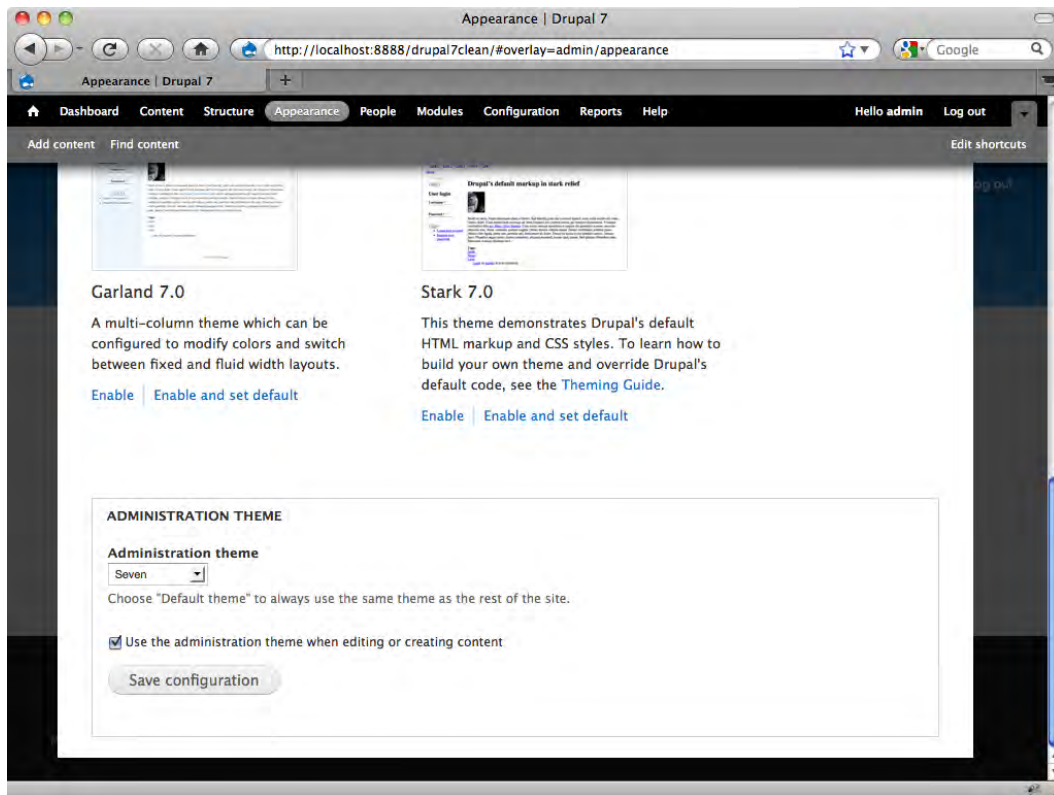 Appearance | Drupal 7
http://localhost:8888/drupal7clean/#overlay=admin/appearance
Google
Appearance | Drupal 7
+
Dashboard Content Structure Appearance People Modules Configuration Reports Help Hello admin Log out
Add content Find content Edit shortcuts
Log out
Drupal's default markup in stark relief
User login
Garland 7.0
A multi-column theme which can be
configured to modify colors and switch
between fixed and fluid width layouts.
Enable Enable and set default
Stark 7.0
This theme demonstrates Drupal's default
HTML markup and CSS styles. To learn how to
build your own theme and override Drupal's
default code, see the Theming Guide.
Enable Enable and set default
ADMINISTRATION THEME
Administration theme
Seven
Choose "Default theme" to always use the same theme as the rest of the site.
Use the administration theme when editing or creating content
Save configuration